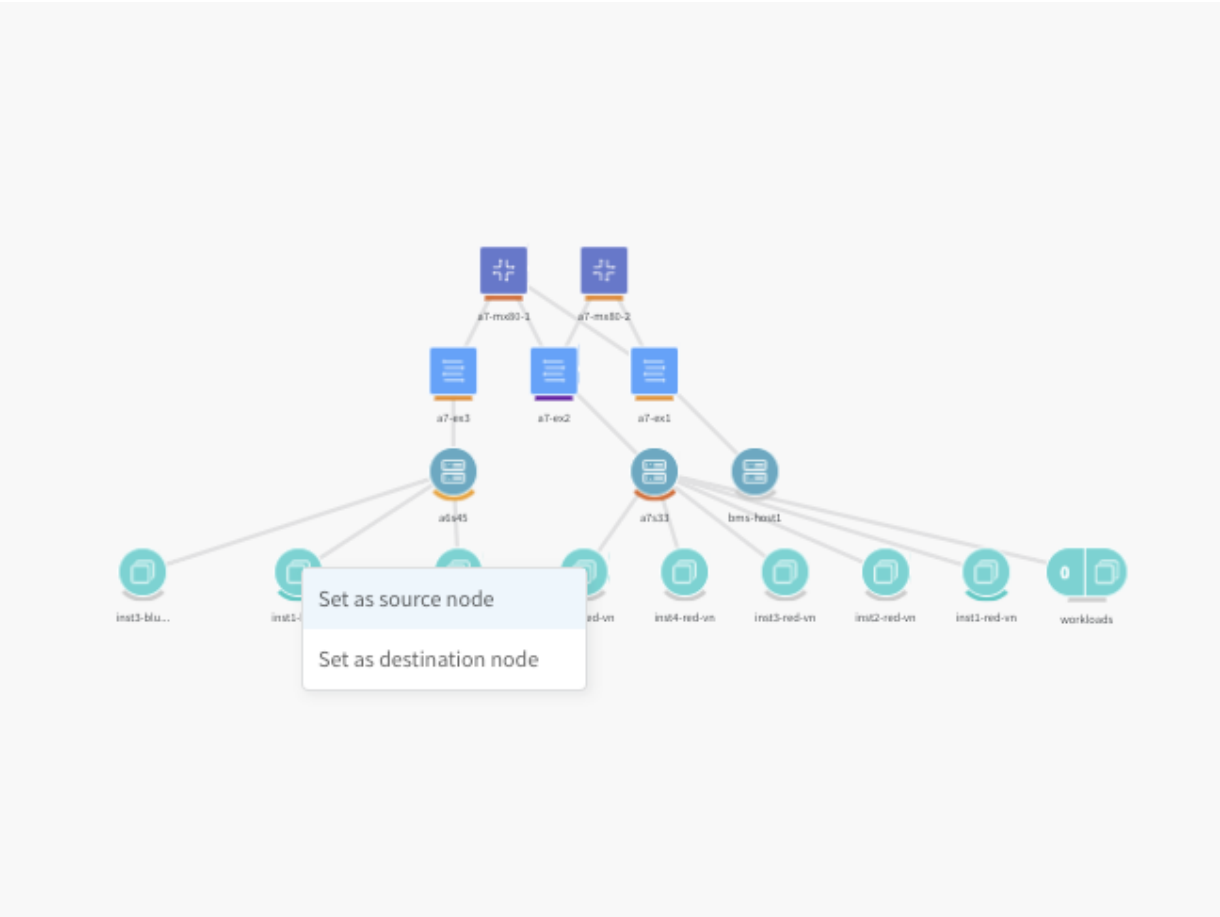 a7-mx80-1
a7-mx80-2
a7-ex3
a7-ex2
a7-ex1
a6s45
a7s33
bms-host1
Set as source node
Set as destination node
inst3-blu...
inst4-red-vn
inst3-red-vn
inst2-red-vn
inst1-red-vn
0
workloads